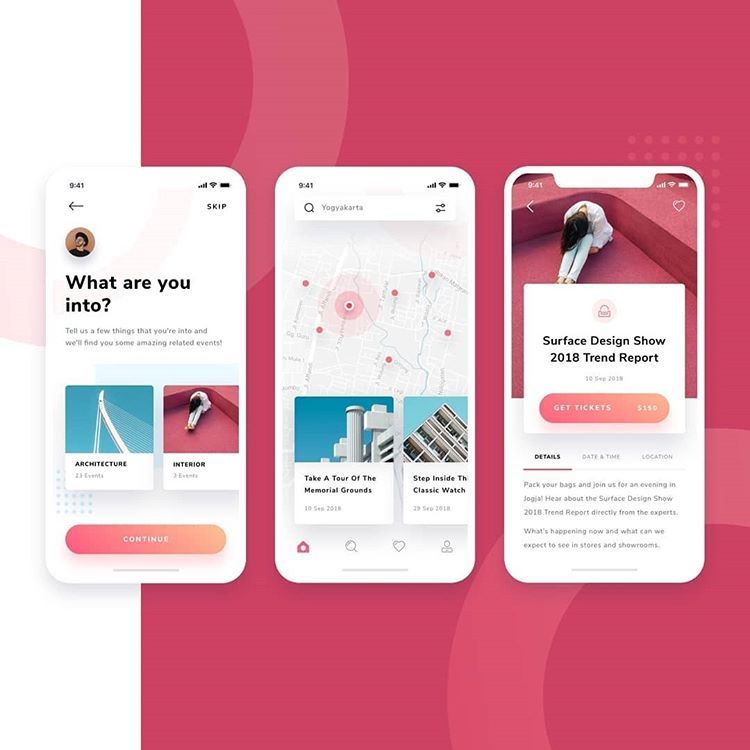 9:41
SKIP
What are you
into?
Tell us a few things that you're into and
we'll find you some amazing related events!
ARCHITECTURE
23 Events
INTERIOR
3 Events
CONTINUE
9:41
Yogyakarta
Take A Tour Of The
Memorial Grounds
10 Sep 2018
Step Inside Th
Classic Watch
29 Sep 2018
9:41
Surface Design Show
2018 Trend Report
10 Sep 2018
GET TICKETS $150
DETAILS DATE & TIME LOCATION
Pack your bags and join us for an evening in
Jogja! Hear about the Surface Design Show
2018 Trend Report directly from the experts.
What's happening now and what can we
expect to see in stores and showrooms.